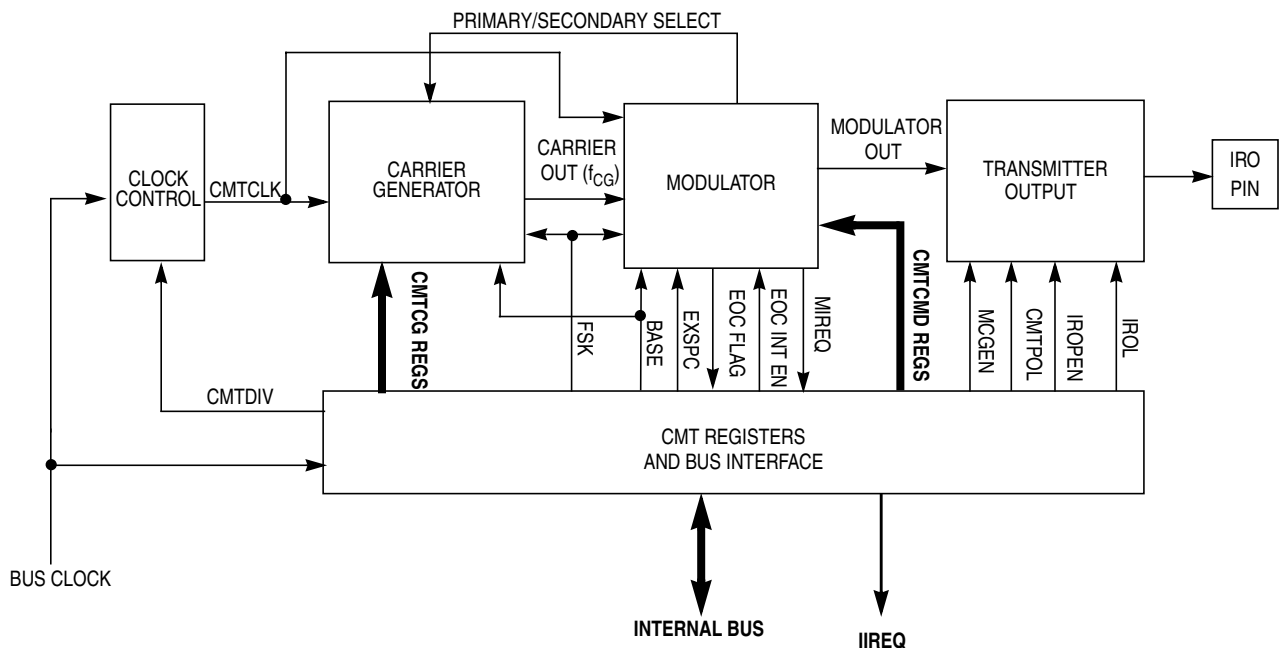 PRIMARY/SECONDARY SELECT
CLOCK
CONTROL
CMTCLK
CARRIER
GENERATOR
CARRIER
OUT (fCG)
MODULATOR
MODULATOR
OUT
TRANSMITTER
OUTPUT
IRO
PIN
CMTCG REGS
FSK
BASE
EXSPC
EOC FLAG
EOC INT EN
MIREQ
CMTCMD REGS
MCGEN
CMTPOL
IROPEN
IROL
CMTDIV
CMT REGISTERS
AND BUS INTERFACE
BUS CLOCK
INTERNAL BUS
IIREQ